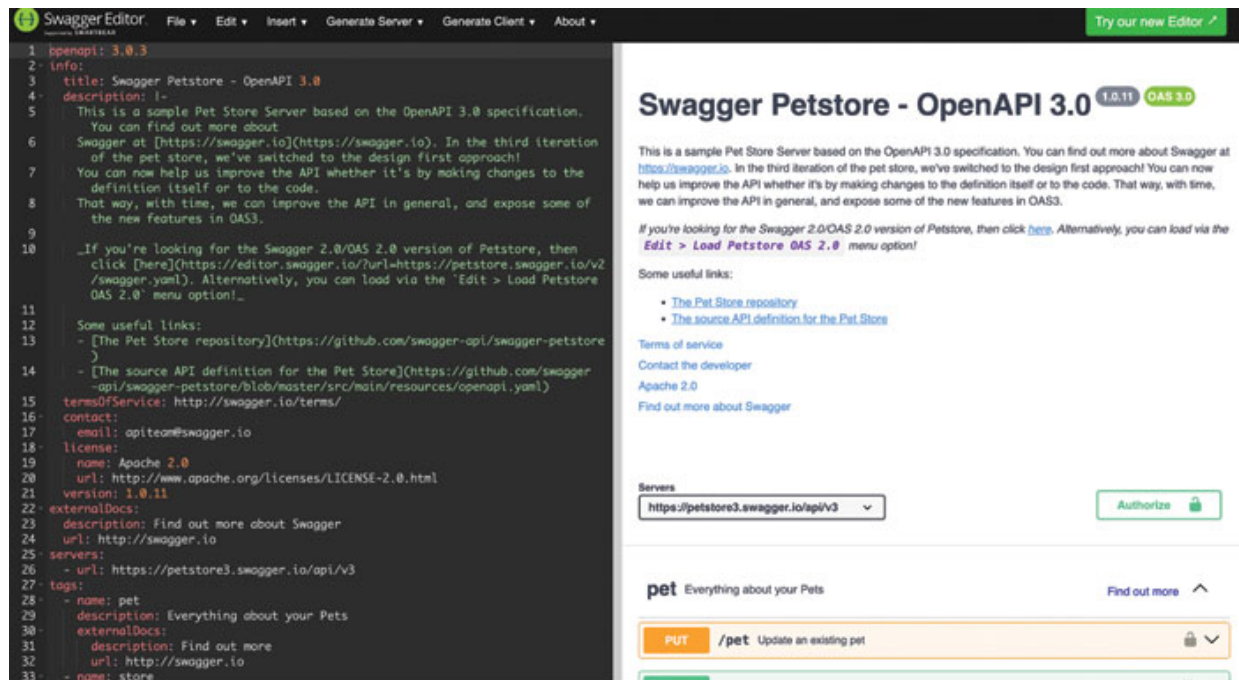 Swagger Editor.
Supported by SMARTBEAR
File ▾ Edit ▾ Insert ▾ Generate Server ▾ Generate Client ▾ About ▾
Try our new Editor ↗
1 openapi: 3.0.3
2 info:
3 title: Swagger Petstore - OpenAPI 3.0
4 description: |-
5 This is a sample Pet Store Server based on the OpenAPI 3.0 specification.
You can find out more about
6 Swagger at [https://swagger.io](https://swagger.io). In the third iteration
of the pet store, we've switched to the design first approach!
7 You can now help us improve the API whether it's by making changes to the
definition itself or to the code.
8 That way, with time, we can improve the API in general, and expose some of
the new features in OAS3.
9
10 _If you're looking for the Swagger 2.0/OAS 2.0 version of Petstore, then
click [here](https://editor.swagger.io/?url=https://petstore.swagger.io/v2
/swagger.yaml). Alternatively, you can load via the `Edit > Load Petstore
OAS 2.0` menu option!_
11
12 Some useful links:
13 - [The Pet Store repository](https://github.com/swagger-api/swagger-petstore
)
14 - [The source API definition for the Pet Store](https://github.com/swagger
-api/swagger-petstore/blob/master/src/main/resources/openapi.yaml)
15 termsOfService: http://swagger.io/terms/
16 contact:
17 email: apiteam@swagger.io
18 license:
19 name: Apache 2.0
20 url: http://www.apache.org/licenses/LICENSE-2.0.html
21 version: 1.0.11
22 externalDocs:
23 description: Find out more about Swagger
24 url: http://swagger.io
25 servers:
26 - url: https://petstore3.swagger.io/api/v3
27 tags:
28 - name: pet
29 description: Everything about your Pets
30 externalDocs:
31 description: Find out more
32 url: http://swagger.io
33 - name: store
Swagger Petstore - OpenAPI 3.0 1.0.11 OAS 3.0
This is a sample Pet Store Server based on the OpenAPI 3.0 specification. You can find out more about Swagger at
https://swagger.io. In the third iteration of the pet store, we've switched to the design first approach! You can now
help us improve the API whether it's by making changes to the definition itself or to the code. That way, with time,
we can improve the API in general, and expose some of the new features in OAS3.
If you're looking for the Swagger 2.0/OAS 2.0 version of Petstore, then click here. Alternatively, you can load via the
Edit > Load Petstore OAS 2.0 menu option!
Some useful links:
• The Pet Store repository
• The source API definition for the Pet Store
Terms of service
Contact the developer
Apache 2.0
Find out more about Swagger
Servers
https://petstore3.swagger.io/api/v3
Authorize
pet Everything about your Pets
Find out more
PUT /pet Update an existing pet